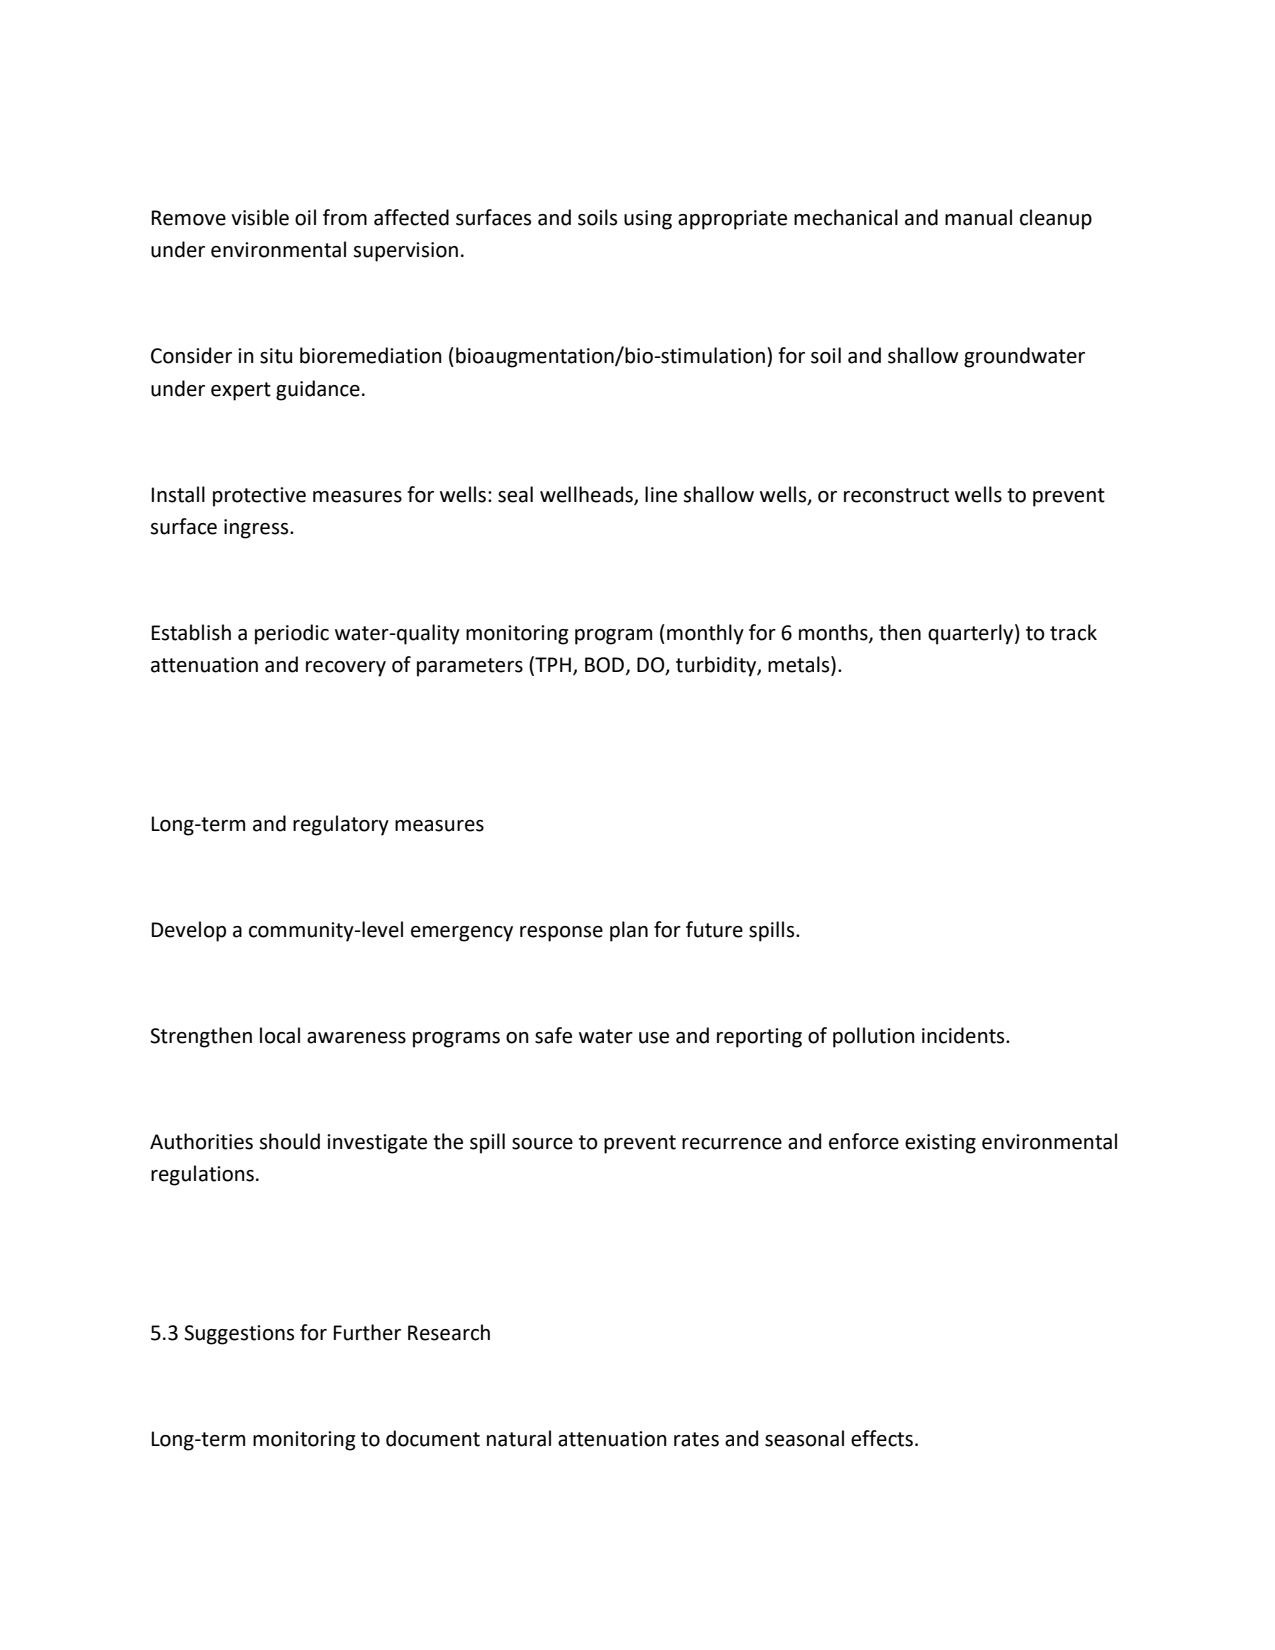 Remove visible oil from affected surfaces and soils using appropriate mechanical and manual cleanup
under environmental supervision.
Consider in situ bioremediation (bioaugmentation/bio-stimulation) for soil and shallow groundwater
under expert guidance.
Install protective measures for wells: seal wellheads, line shallow wells, or reconstruct wells to prevent
surface ingress.
Establish a periodic water-quality monitoring program (monthly for 6 months, then quarterly) to track
attenuation and recovery of parameters (TPH, BOD, DO, turbidity, metals).
Long-term and regulatory measures
Develop a community-level emergency response plan for future spills.
Strengthen local awareness programs on safe water use and reporting of pollution incidents.
Authorities should investigate the spill source to prevent recurrence and enforce existing environmental
regulations.
5.3 Suggestions for Further Research
Long-term monitoring to document natural attenuation rates and seasonal effects.